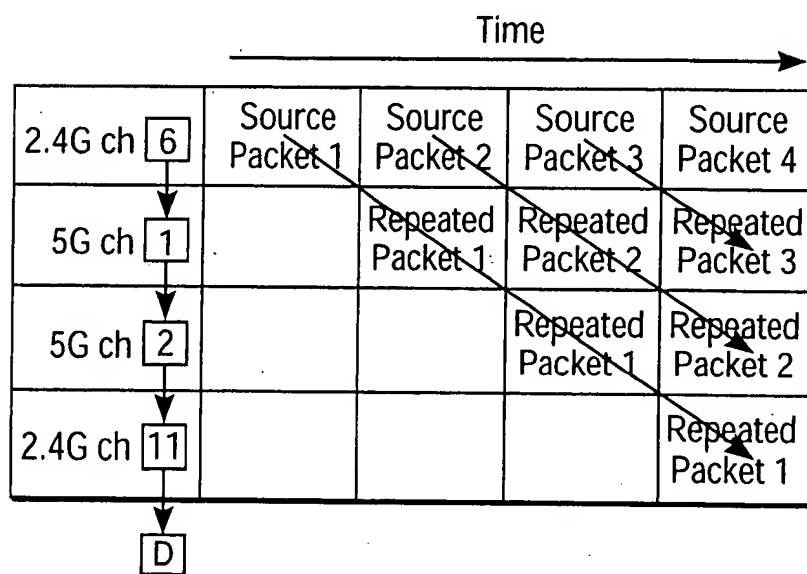 Time
2.4G ch 6
Source
Packet 1
Source
Packet 2
Source
Packet 3
Source
Packet 4
5G ch 1
Repeated
Packet 1
Repeated
Packet 2
Repeated
Packet 3
5G ch 2
Repeated
Packet 1
Repeated
Packet 2
2.4G ch 11
Repeated
Packet 1
D